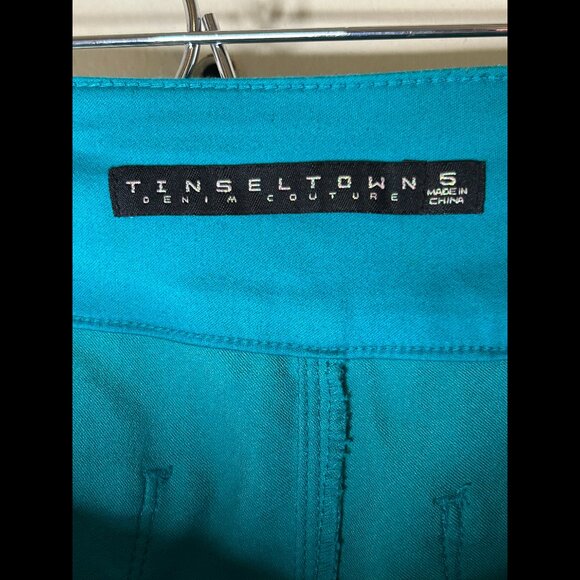 TINSELTOWN
DENIM COUTURE
5
MADE IN
CHINA